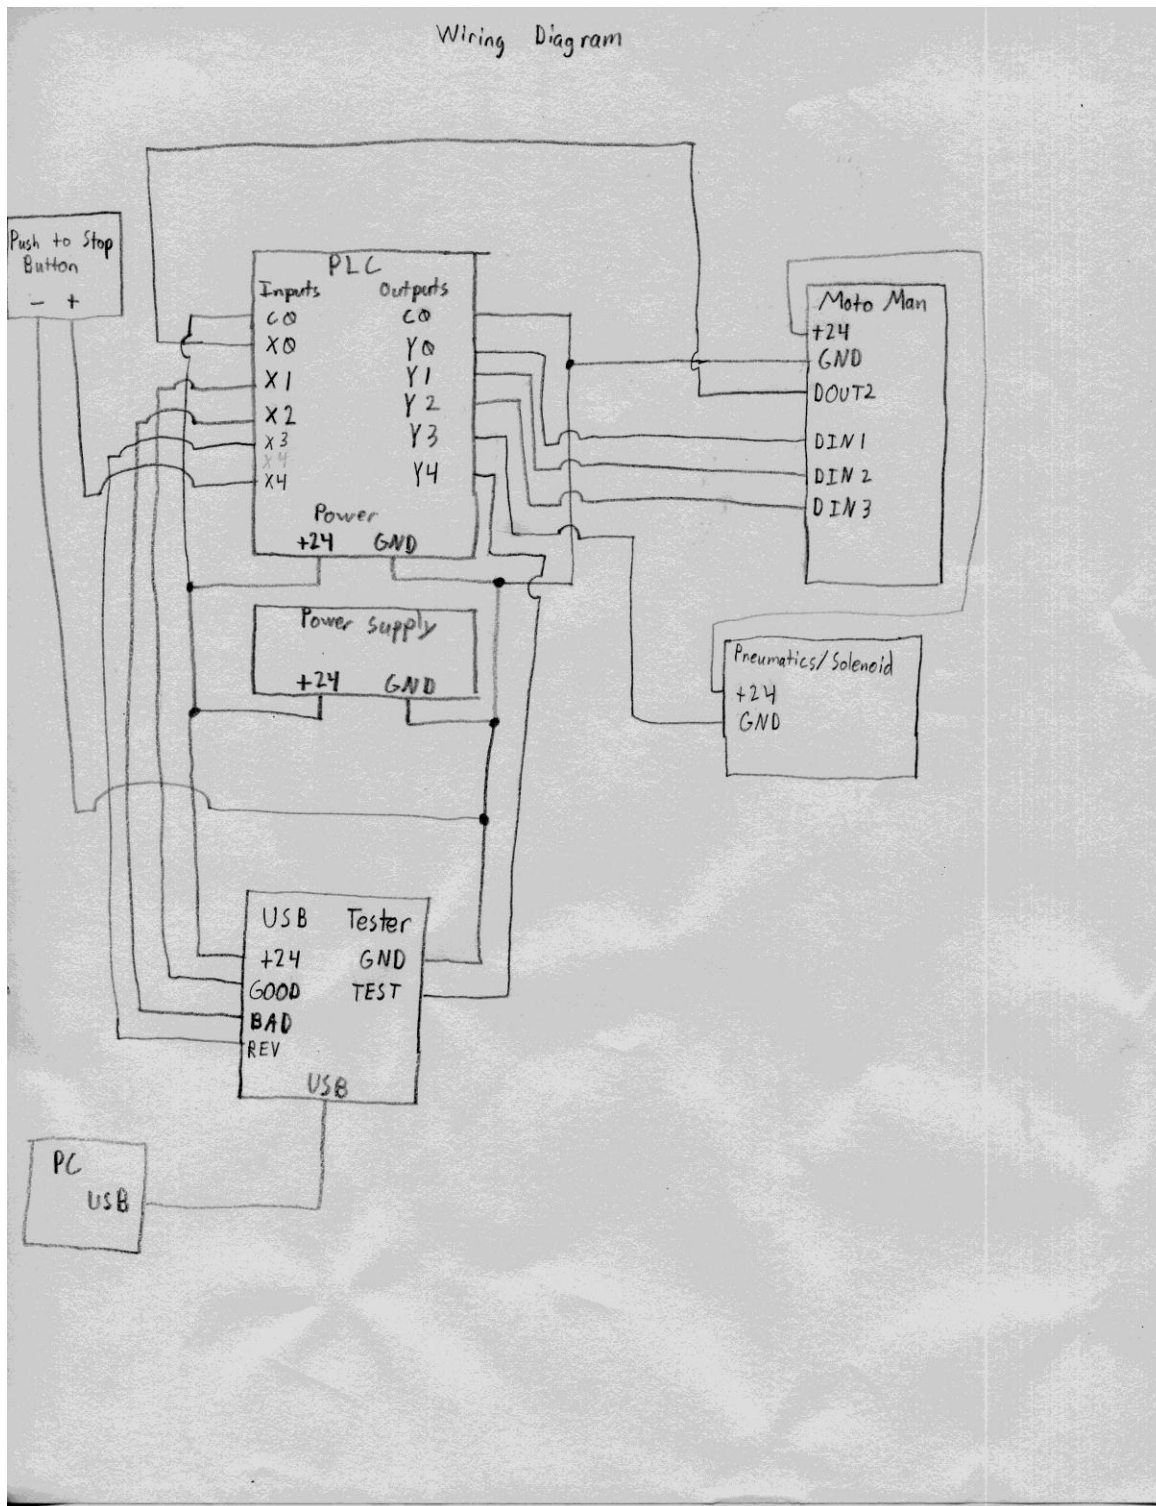 Wiring Diagram
Push to Stop
Button
- +
PLC
Inputs Outputs
C0 C0
X0 Y0
X1 Y1
X2 Y2
X3 Y3
X4
X4 Y4
Power
+24 GND
Moto Man
+24
GND
DOUT2
DIN1
DIN2
DIN3
Power supply
+24 GND
Pneumatics/Solenoid
+24
GND
USB Tester
+24 GND
GOOD TEST
BAD
REV
USB
PC
USB